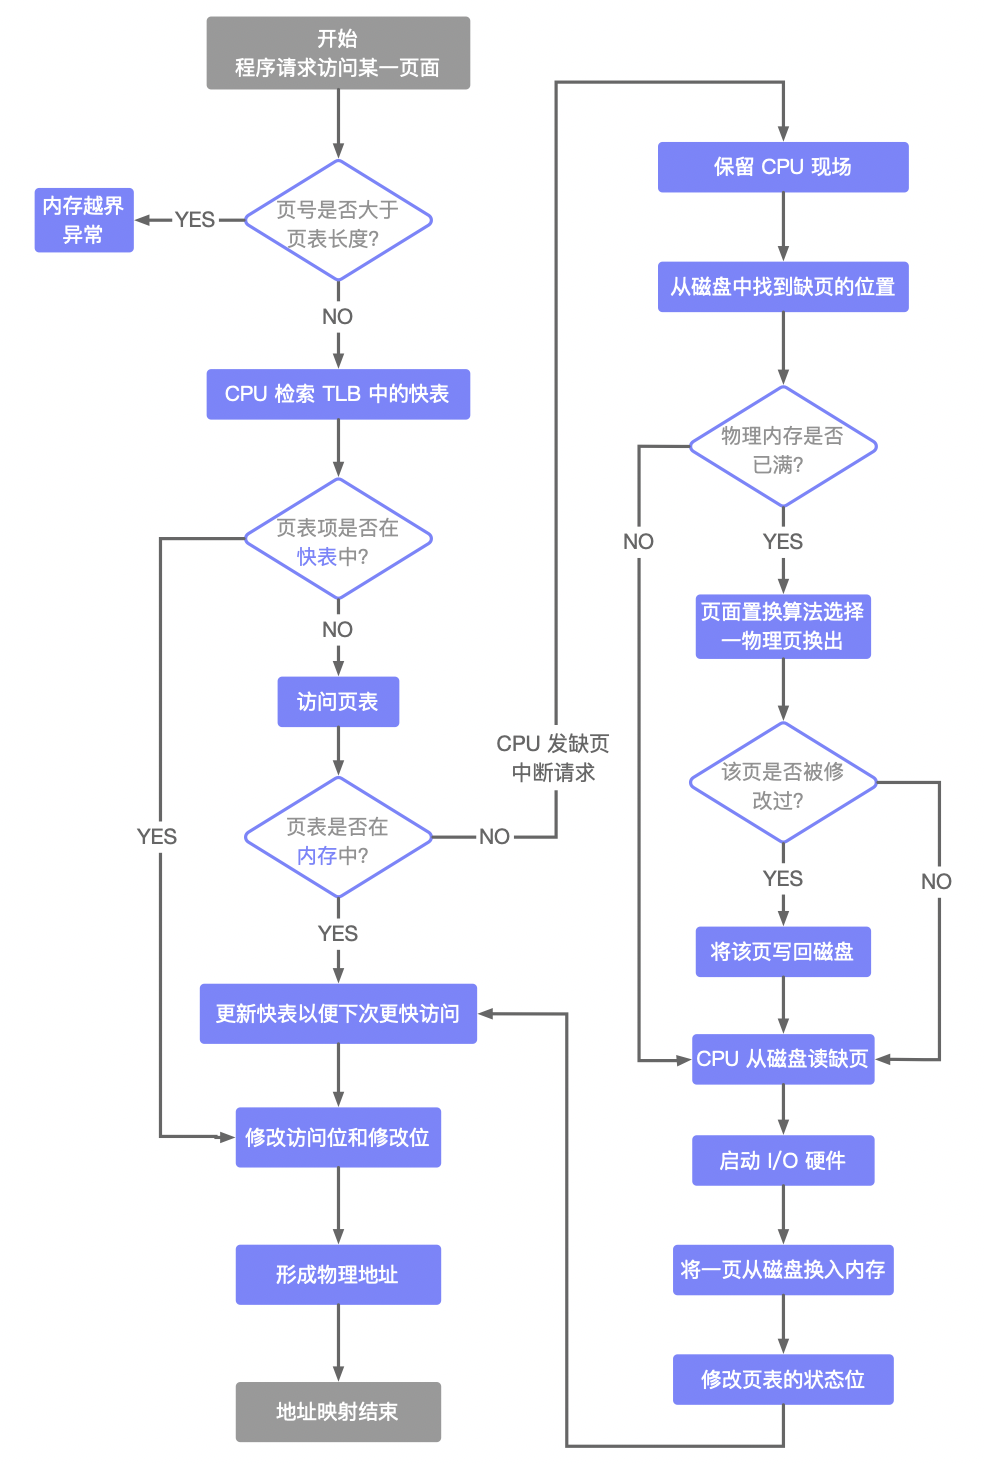 开始
程序请求访问某一页面
页号是否大于
页表长度?
YES
内存越界
异常
NO
CPU 检索 TLB 中的快表
页表项是否在
快表中?
YES
NO
访问页表
页表是否在
内存中?
NO
CPU 发缺页
中断请求
YES
更新快表以便下次更快访问
修改访问位和修改位
形成物理地址
地址映射结束
保留 CPU 现场
从磁盘中找到缺页的位置
物理内存是否
已满?
NO
YES
页面置换算法选择
一物理页换出
该页是否被修
改过?
YES
NO
将该页写回磁盘
CPU 从磁盘读缺页
启动 I/O 硬件
将一页从磁盘换入内存
修改页表的状态位